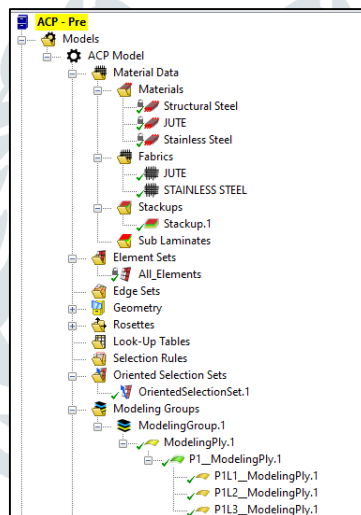 ACP - Pre
Models
ACP Model
Material Data
Materials
Structural Steel
JUTE
Stainless Steel
Fabrics
JUTE
STAINLESS STEEL
Stackups
Stackup.1
Sub Laminates
Element Sets
All_Elements
Edge Sets
Geometry
Rosettes
Look-Up Tables
Selection Rules
Oriented Selection Sets
OrientedSelectionSet.1
Modeling Groups
ModelingGroup.1
ModelingPly.1
P1__ModelingPly.1
P1L1__ModelingPly.1
P1L2__ModelingPly.1
P1L3__ModelingPly.1